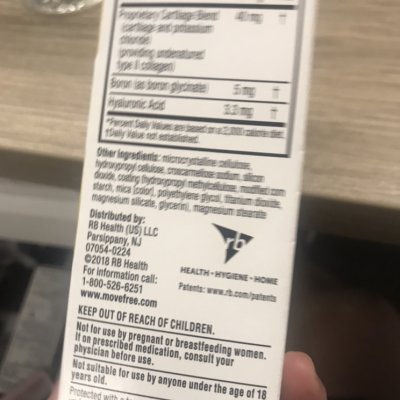 Proprietary Cartilage Blend 40 mg †
(cartilage and potassium
chloride)
(providing undenatured
type II collagen)
Boron (as boron glycinate) 5 mg †
Hyaluronic Acid 3.3 mg †
*Percent Daily Values are based on a 2,000 calorie diet.
†Daily Value not established.
Other Ingredients: microcrystalline cellulose,
hydroxypropyl cellulose, croscarmellose sodium, silicon
dioxide, coating (hydroxypropyl methylcellulose, modified corn
starch, mica [color], polyethylene glycol, titanium dioxide,
magnesium silicate, glycerin), magnesium stearate
Distributed by:
RB Health (US) LLC
Parsippany, NJ
07054-0224
©2018 RB Health
For information call:
1-800-526-6251
www.movefree.com
rb
HEALTH • HYGIENE • HOME
Patents: www.rb.com/patents
KEEP OUT OF REACH OF CHILDREN.
Not for use by pregnant or breastfeeding women.
If on prescribed medication, consult your
physician before use.
Not suitable for use by anyone under the age of 18
years old.
Protected with a